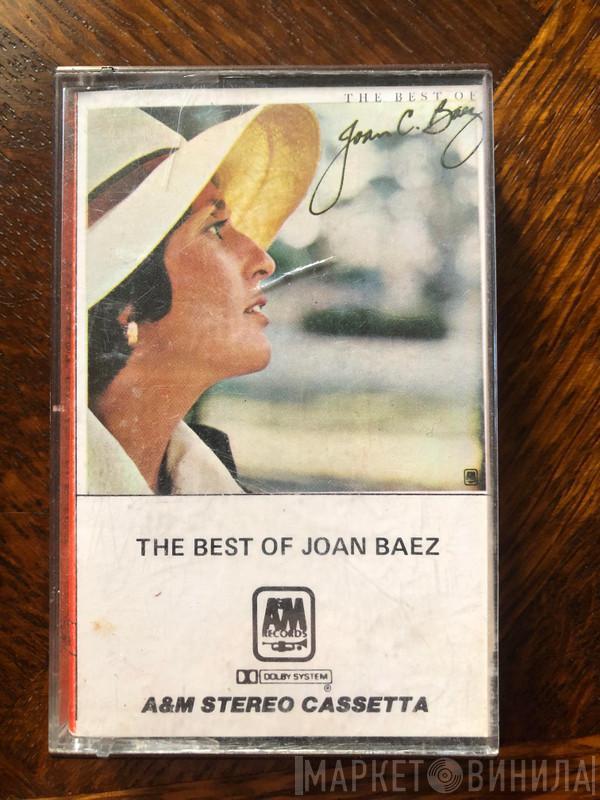 THE BEST OF
Joan C. Baez
THE BEST OF JOAN BAEZ
A&M
RECORDS
DOLBY SYSTEM
®
A&M STEREO CASSETTA
МАРКЕТ ВИНИЛА